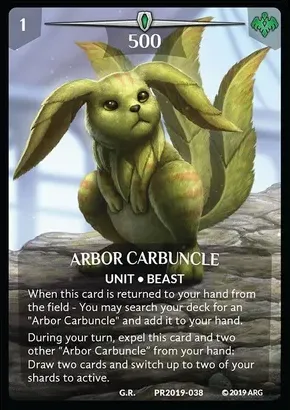 1
500
ARBOR CARBUNCLE
UNIT • BEAST
When this card is returned to your hand from
the field - You may search your deck for an
"Arbor Carbuncle" and add it to your hand.
During your turn, expel this card and two
other "Arbor Carbuncle" from your hand:
Draw two cards and switch up to two of
your shards to active.
G.R. PR2019-038 © 2019 ARG